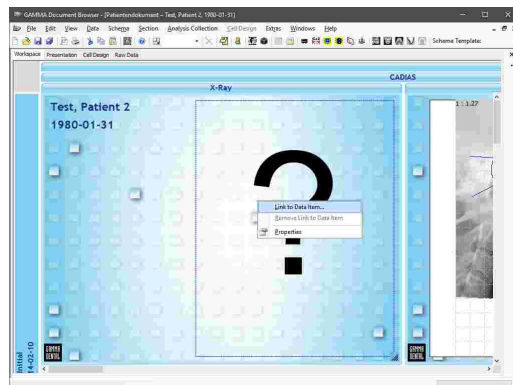 GAMMA Document Browser - [Patientendokument - Test, Patient 2, 1980-01-31]
File Edit View Data Schema Section Analysis Collection Cell Design Extras Windows Help
Schema Template:
Workspace Presentation Cell Design Raw Data
CADIAS
X-Ray
Test, Patient 2
1980-01-31
1 : 1.27
?
Link to Data Item...
Remove Link to Data Item
Properties
Initial
14-02-10
GAMMA
DENTAL
GAMMA
DENTAL